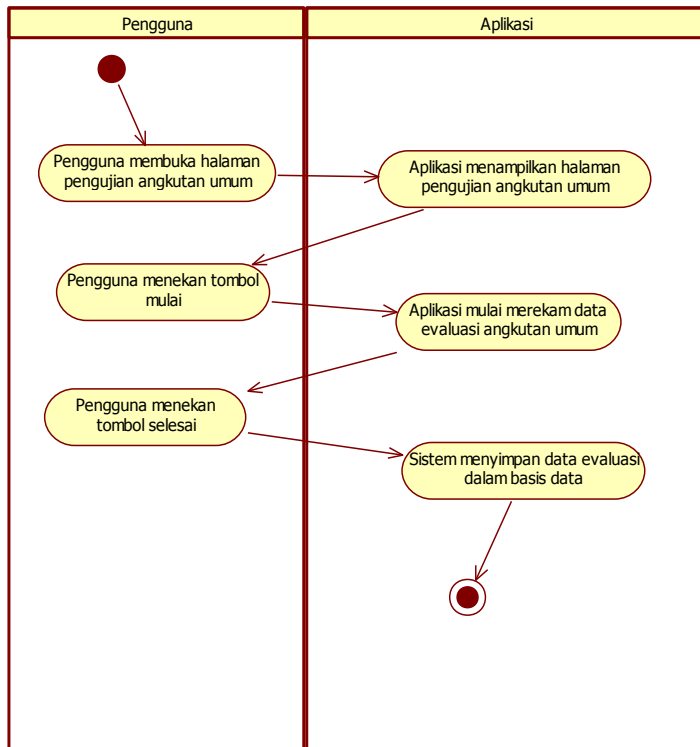 Pengguna
Aplikasi
Pengguna membuka halaman
pengujian angkutan umum
Aplikasi menampilkan halaman
pengujian angkutan umum
Pengguna menekan tombol
mulai
Aplikasi mulai merekam data
evaluasi angkutan umum
Pengguna menekan
tombol selesai
Sistem menyimpan data evaluasi
dalam basis data